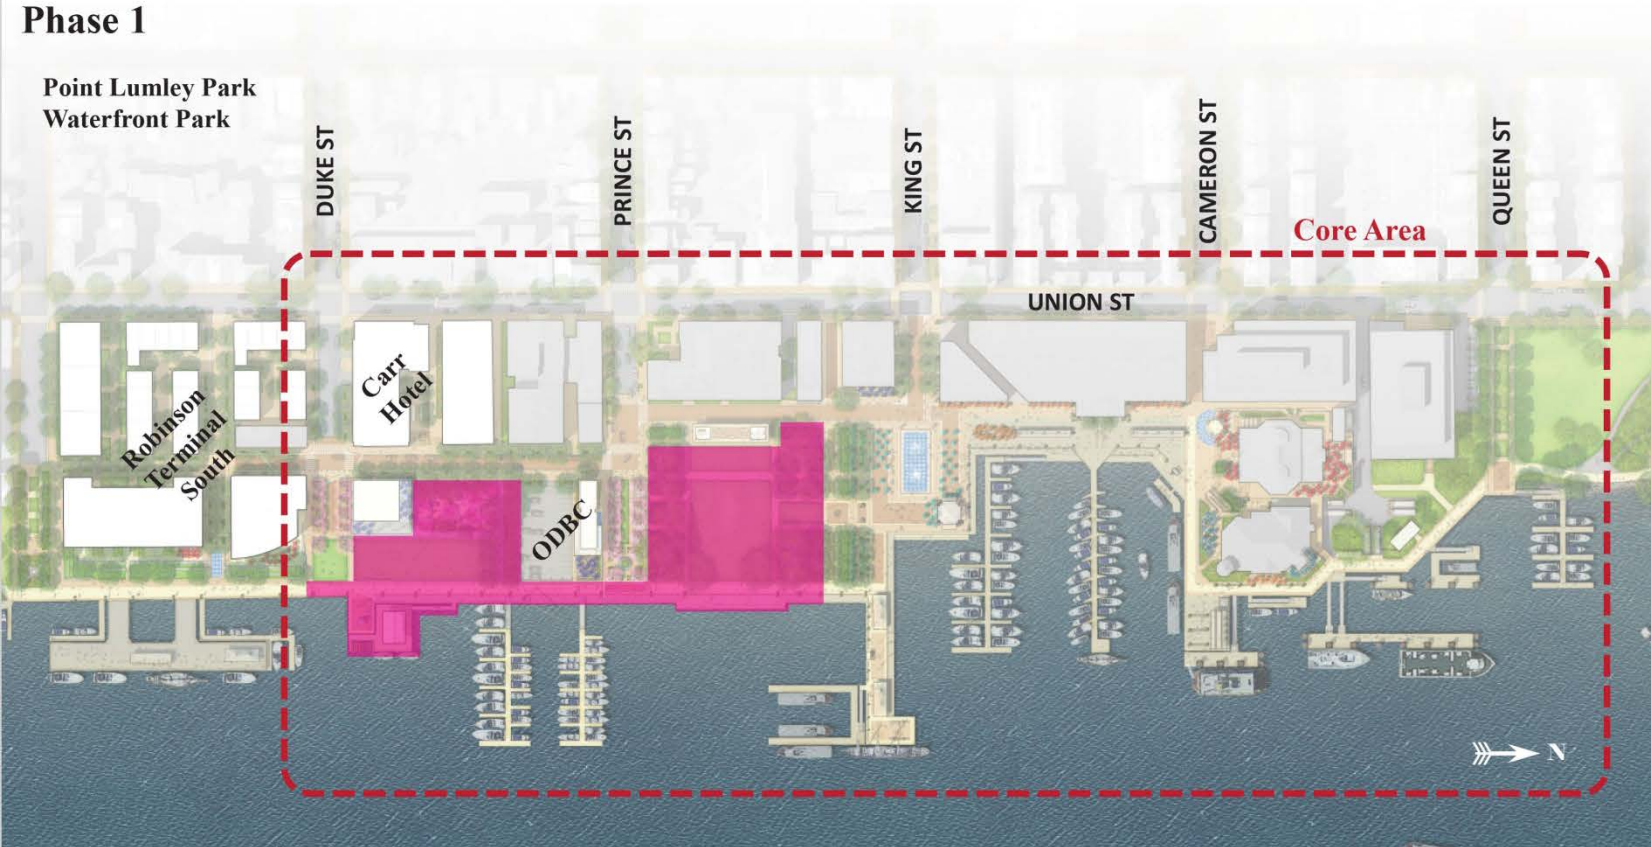 Phase 1
Point Lumley Park
Waterfront Park
DUKE ST
PRINCE ST
KING ST
CAMERON ST
QUEEN ST
Core Area
UNION ST
Carr
Hotel
Robinson
Terminal
South
ODBC
N